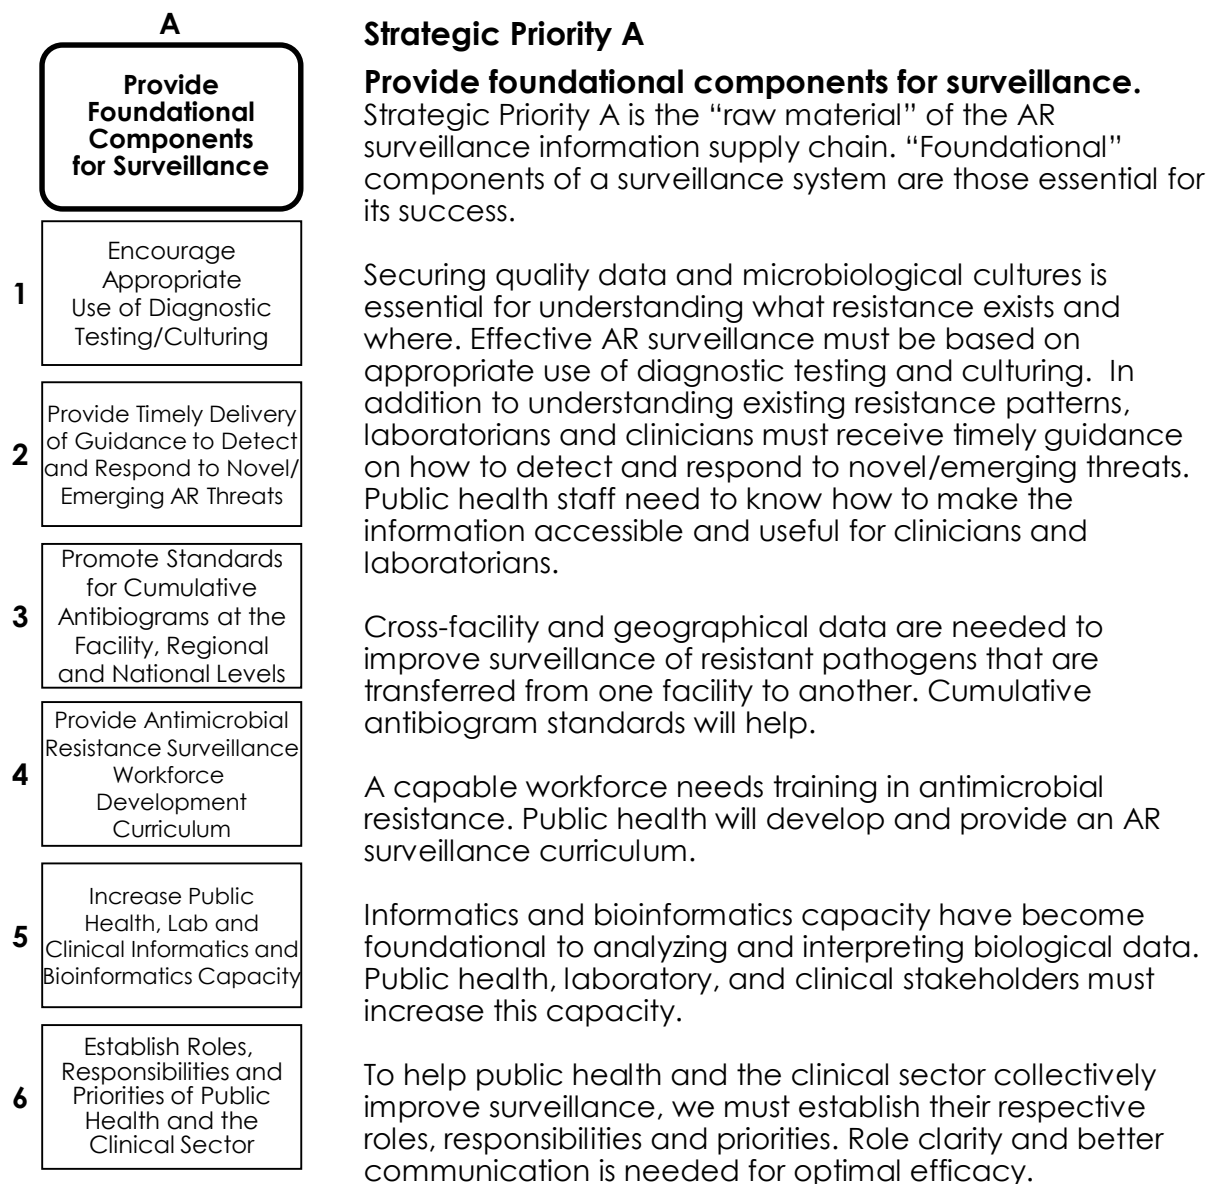 A
Provide
Foundational
Components
for Surveillance
1
Encourage
Appropriate
Use of Diagnostic
Testing/Culturing
2
Provide Timely Delivery
of Guidance to Detect
and Respond to Novel/
Emerging AR Threats
3
Promote Standards
for Cumulative
Antibiograms at the
Facility, Regional
and National Levels
4
Provide Antimicrobial
Resistance Surveillance
Workforce
Development
Curriculum
5
Increase Public
Health, Lab and
Clinical Informatics and
Bioinformatics Capacity
6
Establish Roles,
Responsibilities and
Priorities of Public
Health and the
Clinical Sector
Strategic Priority A
Provide foundational components for surveillance.
Strategic Priority A is the “raw material” of the AR
surveillance information supply chain. “Foundational”
components of a surveillance system are those essential for
its success.
Securing quality data and microbiological cultures is
essential for understanding what resistance exists and
where. Effective AR surveillance must be based on
appropriate use of diagnostic testing and culturing.  In
addition to understanding existing resistance patterns,
laboratorians and clinicians must receive timely guidance
on how to detect and respond to novel/emerging threats.
Public health staff need to know how to make the
information accessible and useful for clinicians and
laboratorians.
Cross-facility and geographical data are needed to
improve surveillance of resistant pathogens that are
transferred from one facility to another. Cumulative
antibiogram standards will help.
A capable workforce needs training in antimicrobial
resistance. Public health will develop and provide an AR
surveillance curriculum.
Informatics and bioinformatics capacity have become
foundational to analyzing and interpreting biological data.
Public health, laboratory, and clinical stakeholders must
increase this capacity.
To help public health and the clinical sector collectively
improve surveillance, we must establish their respective
roles, responsibilities and priorities. Role clarity and better
communication is needed for optimal efficacy.